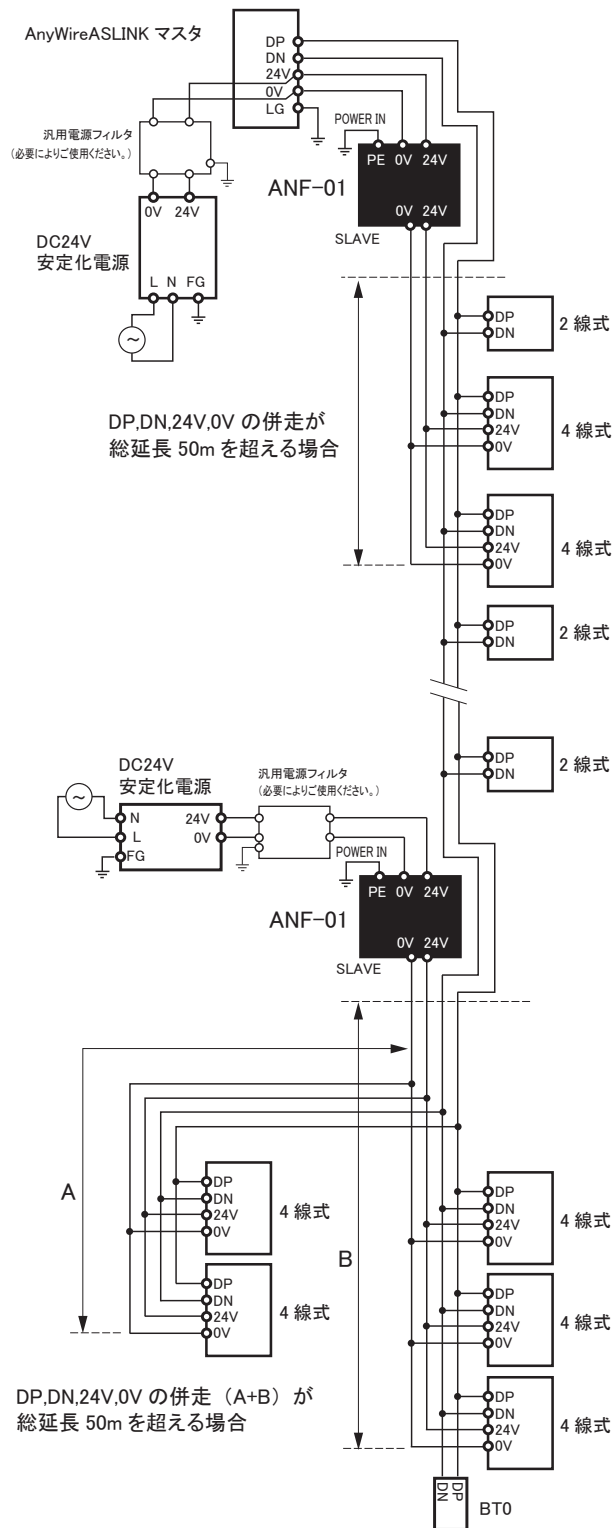 AnyWireASLINK マスタ
DP
DN
24V
0V
LG
汎用電源フィルタ
(必要によりご使用ください。)
POWER IN
PE 0V 24V
ANF-01
0V 24V
SLAVE
0V 24V
DC24V
安定化電源
L N FG
DP
DN
2 線式
DP,DN,24V,0V の併走が
総延長 50m を超える場合
DP
DN
24V
0V
4 線式
DP
DN
24V
0V
4 線式
DP
DN
2 線式
DP
DN
2 線式
DC24V
安定化電源
汎用電源フィルタ
(必要によりご使用ください。)
N
L
FG
24V
0V
POWER IN
PE 0V 24V
ANF-01
0V 24V
SLAVE
A
B
DP
DN
24V
0V
4 線式
DP
DN
24V
0V
4 線式
DP
DN
24V
0V
4 線式
DP
DN
24V
0V
4 線式
DP
DN
24V
0V
4 線式
DP,DN,24V,0V の併走（A+B）が
総延長 50m を超える場合
DN
DP
BT0